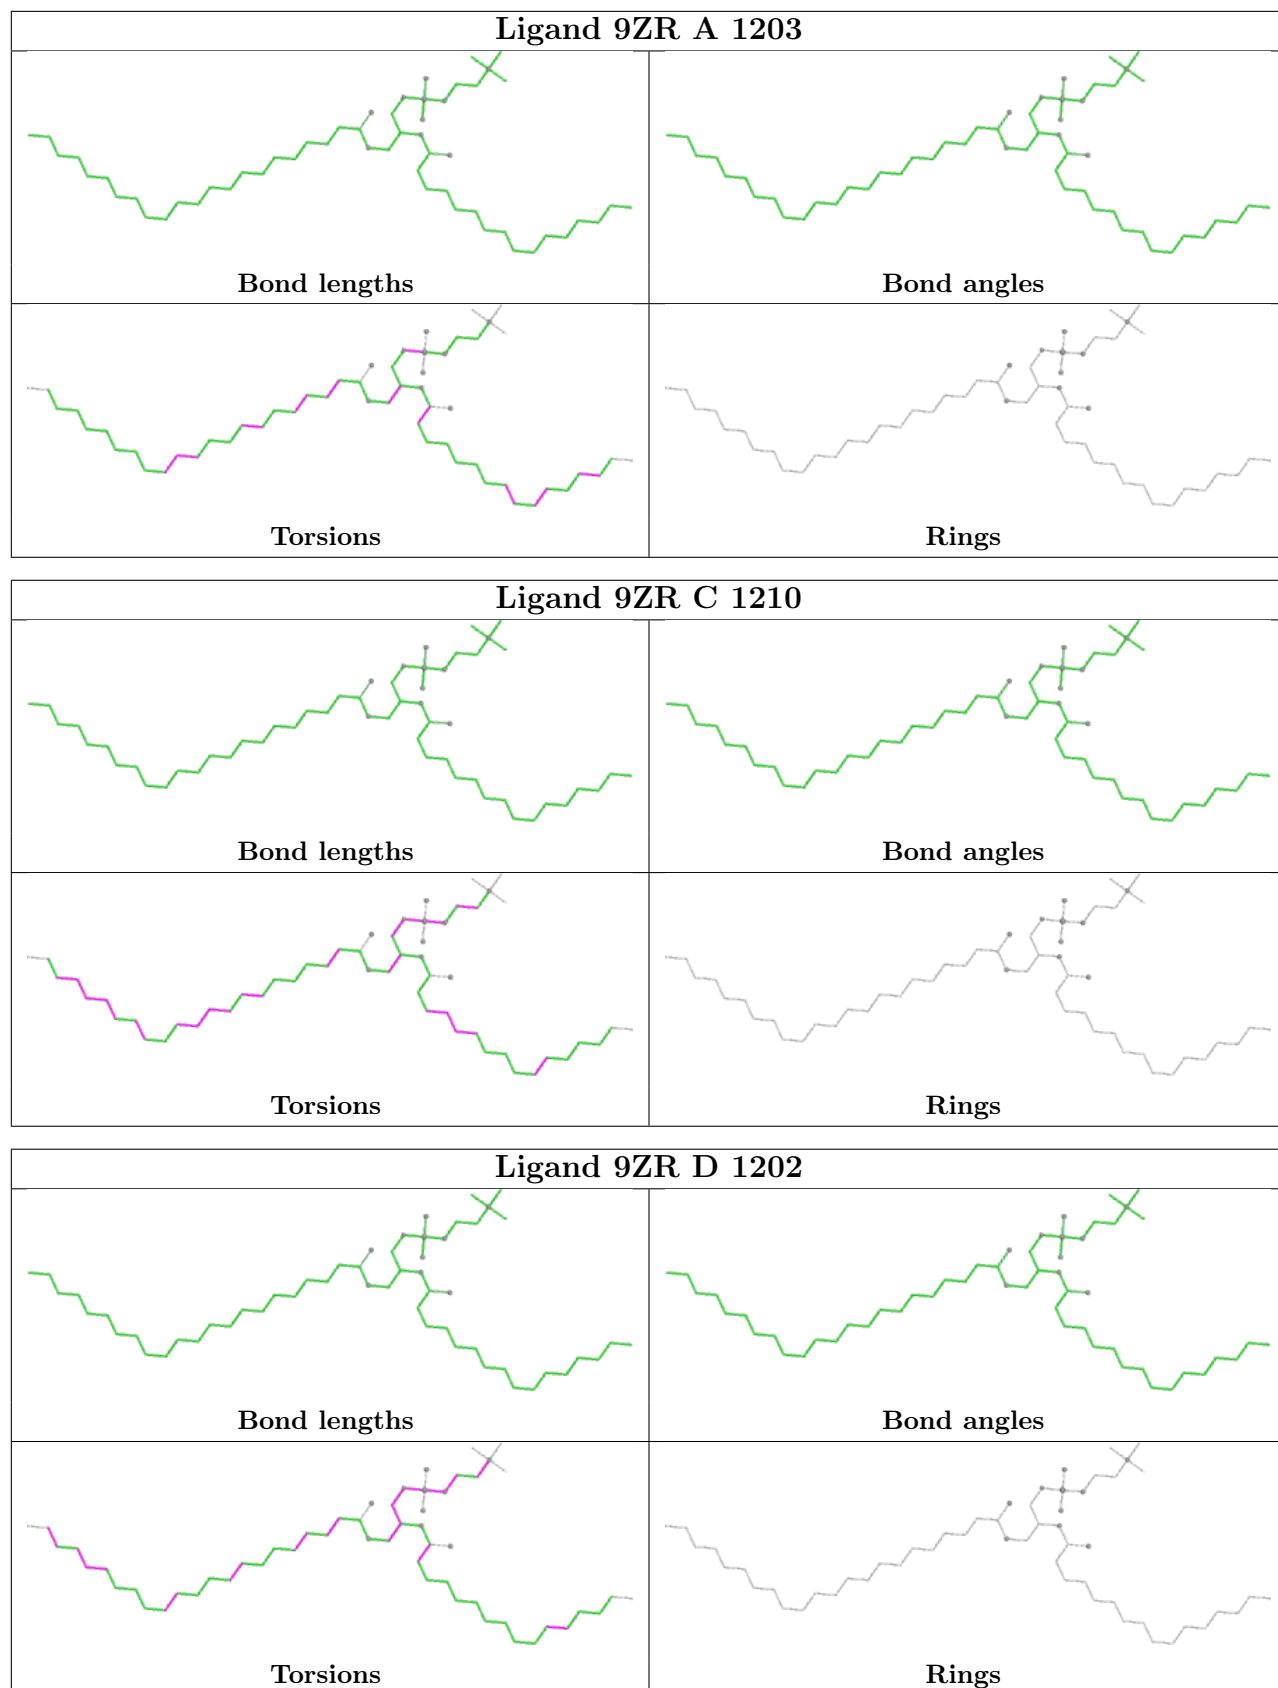 Ligand 9ZR A 1203
Bond lengths
Bond angles
Torsions
Rings
Ligand 9ZR C 1210
Bond lengths
Bond angles
Torsions
Rings
Ligand 9ZR D 1202
Bond lengths
Bond angles
Torsions
Rings